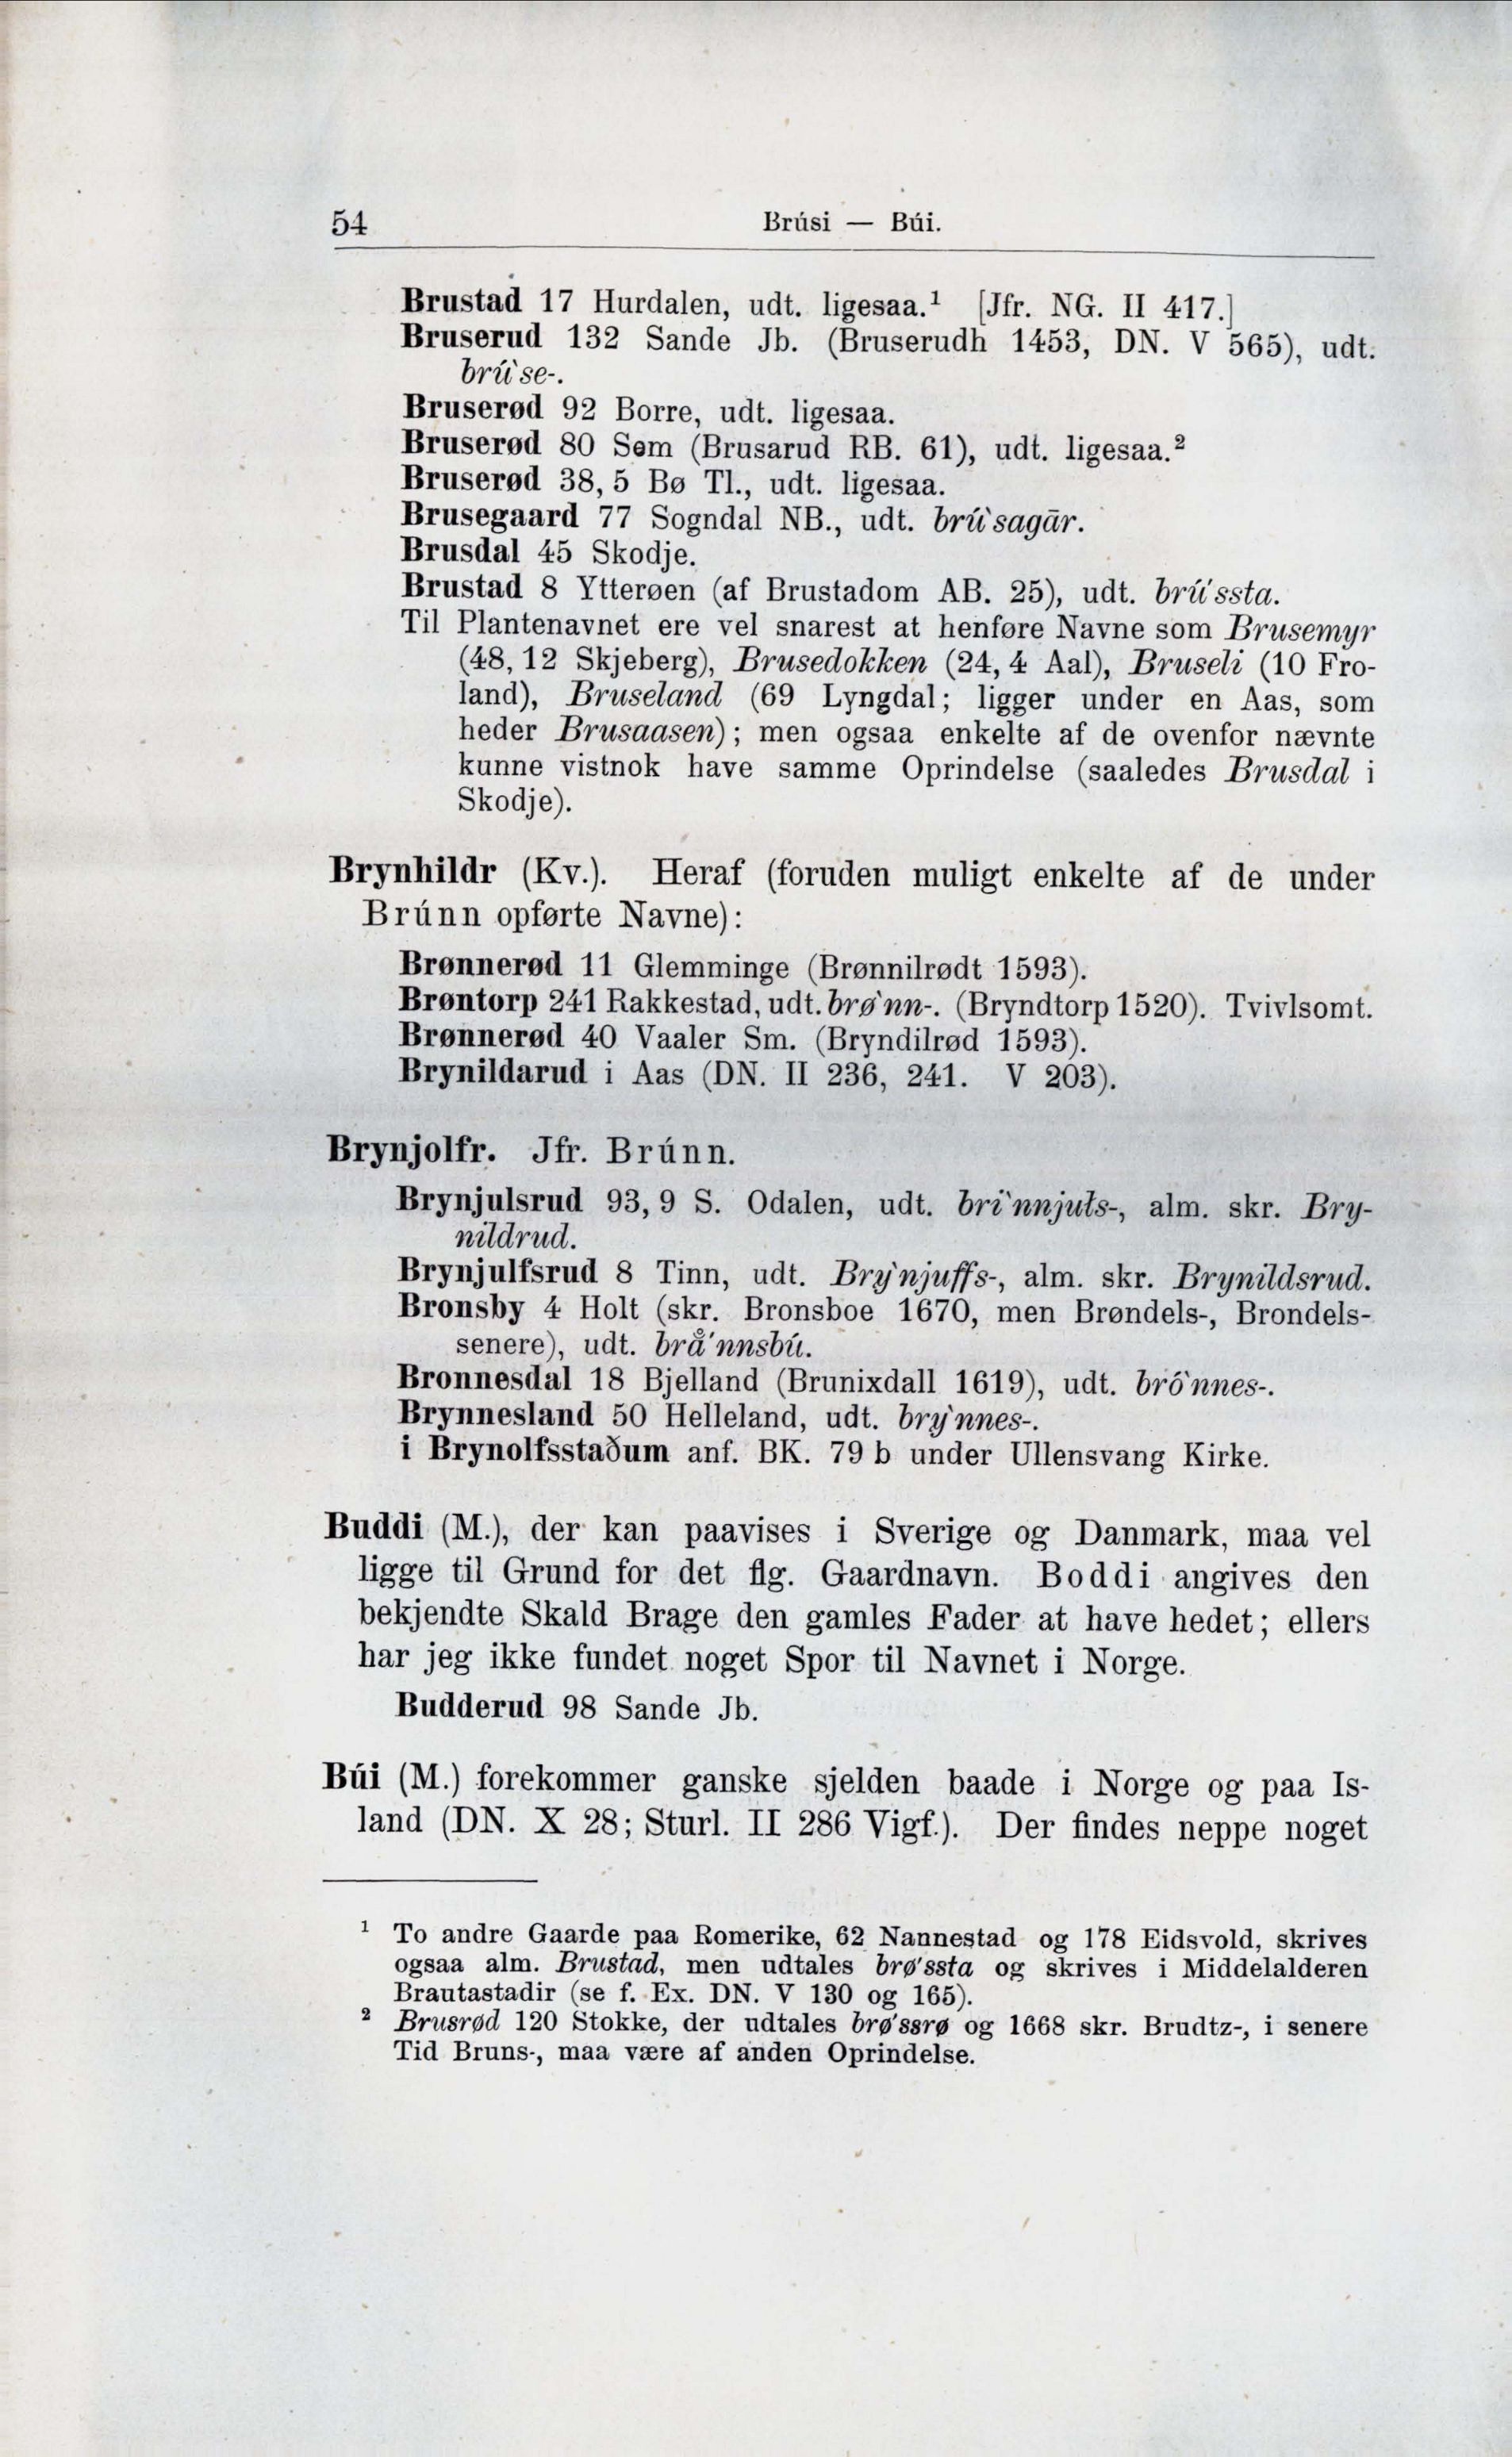 54
Brúsi — Búi.
Brustad 17 Hurdalen, udt. ligesaa.¹ [Jfr. NG. II 417.]
Bruserud 132 Sande Jb. (Bruserudh 1453, DN. V 565), udt.
brú`se-.
Bruserød 92 Borre, udt. ligesaa.
Bruserød 80 Sem (Brusarud RB. 61), udt. ligesaa.²
Bruserød 38, 5 Bø Tl., udt. ligesaa.
Brusegaard 77 Sogndal NB., udt. brú`sagār.
Brusdal 45 Skodje.
Brustad 8 Ytterøen (af Brustadom AB. 25), udt. brú`ssta.
Til Plantenavnet ere vel snarest at henføre Navne som Brusemyr
(48, 12 Skjeberg), Brusedokken (24, 4 Aal), Bruseli (10 Fro-
land), Bruseland (69 Lyngdal; ligger under en Aas, som
heder Brusaasen); men ogsaa enkelte af de ovenfor nævnte
kunne vistnok have samme Oprindelse (saaledes Brusdal i
Skodje).
Brynhildr (Kv.). Heraf (foruden muligt enkelte af de under
Brúnn opførte Navne):
Brønnerød 11 Glemminge (Brønnilrødt 1593).
Brøntorp 241 Rakkestad, udt. brø`nn-. (Bryndtorp 1520). Tvivlsomt.
Brønnerød 40 Vaaler Sm. (Bryndilrød 1593).
Brynildarud i Aas (DN. II 236, 241. V 203).
Brynjolfr. Jfr. Brúnn.
Brynjulsrud 93, 9 S. Odalen, udt. bri`nnjułs-, alm. skr. Bry-
nildrud.
Brynjulfsrud 8 Tinn, udt. Bry`njuffs-, alm. skr. Brynildsrud.
Bronsby 4 Holt (skr. Bronsboe 1670, men Brøndels-, Brondels-
senere), udt. brå'nnsbú.
Bronnesdal 18 Bjelland (Brunixdall 1619), udt. bró`nnes-.
Brynnesland 50 Helleland, udt. bry`nnes-.
i Brynolfsstaðum anf. BK. 79 b under Ullensvang Kirke.
Buddi (M.), der kan paavises i Sverige og Danmark, maa vel
ligge til Grund for det flg. Gaardnavn. Boddi angives den
bekjendte Skald Brage den gamles Fader at have hedet; ellers
har jeg ikke fundet noget Spor til Navnet i Norge.
Budderud 98 Sande Jb.
Búi (M.) forekommer ganske sjelden baade i Norge og paa Is-
land (DN. X 28; Sturl. II 286 Vigf.). Der findes neppe noget
¹ To andre Gaarde paa Romerike, 62 Nannestad og 178 Eidsvold, skrives
ogsaa alm. Brustad, men udtales brø'ssta og skrives i Middelalderen
Brautastadir (se f. Ex. DN. V 130 og 165).
² Brusrød 120 Stokke, der udtales brø'ssrø og 1668 skr. Brudtz-, i senere
Tid Bruns-, maa være af anden Oprindelse.